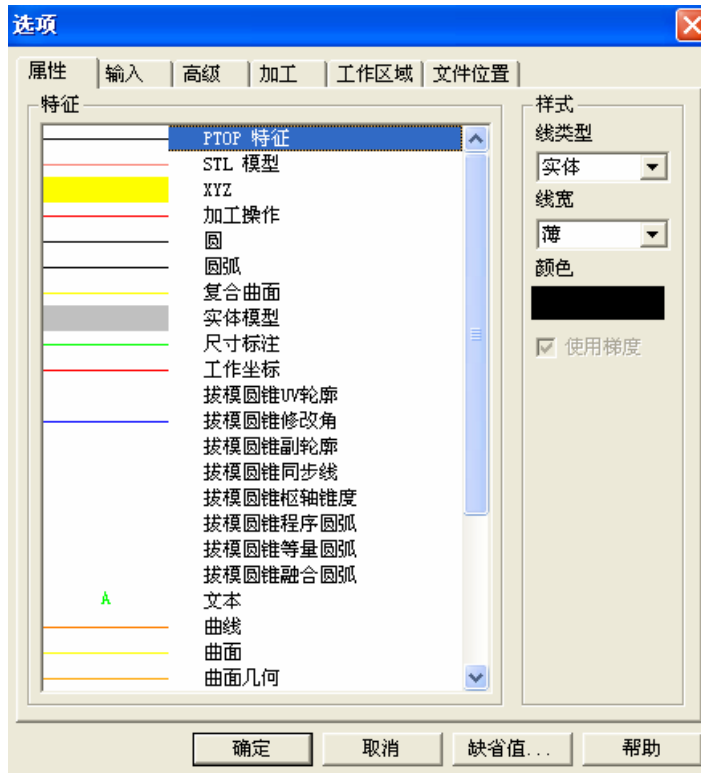 选项
属性 输入 高级 加工 工作区域 文件位置
特征
PTOP 特征
STL 模型
XYZ
加工操作
圆
圆弧
复合曲面
实体模型
尺寸标注
工作坐标
拔模圆锥UV轮廓
拔模圆锥修改角
拔模圆锥副轮廓
拔模圆锥同步线
拔模圆锥枢轴锥度
拔模圆锥程序圆弧
拔模圆锥等量圆弧
拔模圆锥融合圆弧
A 文本
曲线
曲面
曲面几何
样式
线类型
实体
线宽
薄
颜色
使用梯度
确定 取消 缺省值... 帮助